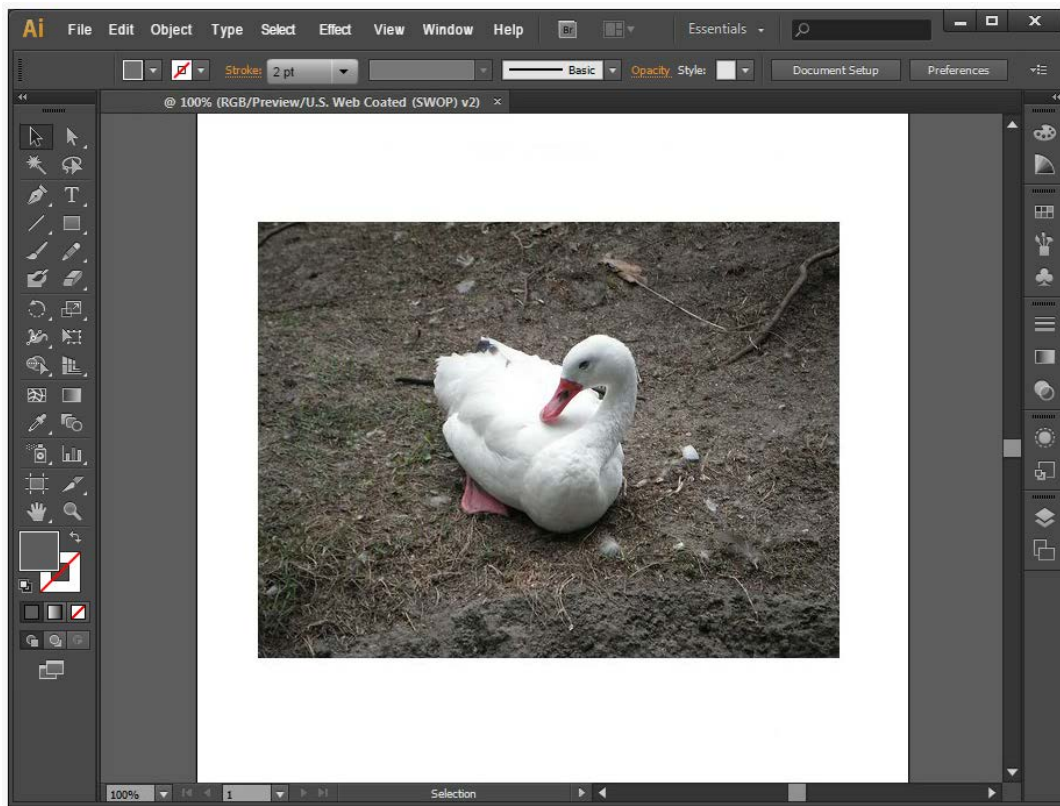 Ai File Edit Object Type Select Effect View Window Help Br Essentials
Stroke: 2 pt Basic Opacity Style: Document Setup Preferences
@ 100% (RGB/Preview/U.S. Web Coated (SWOP) v2) ×
T
100% 1 Selection